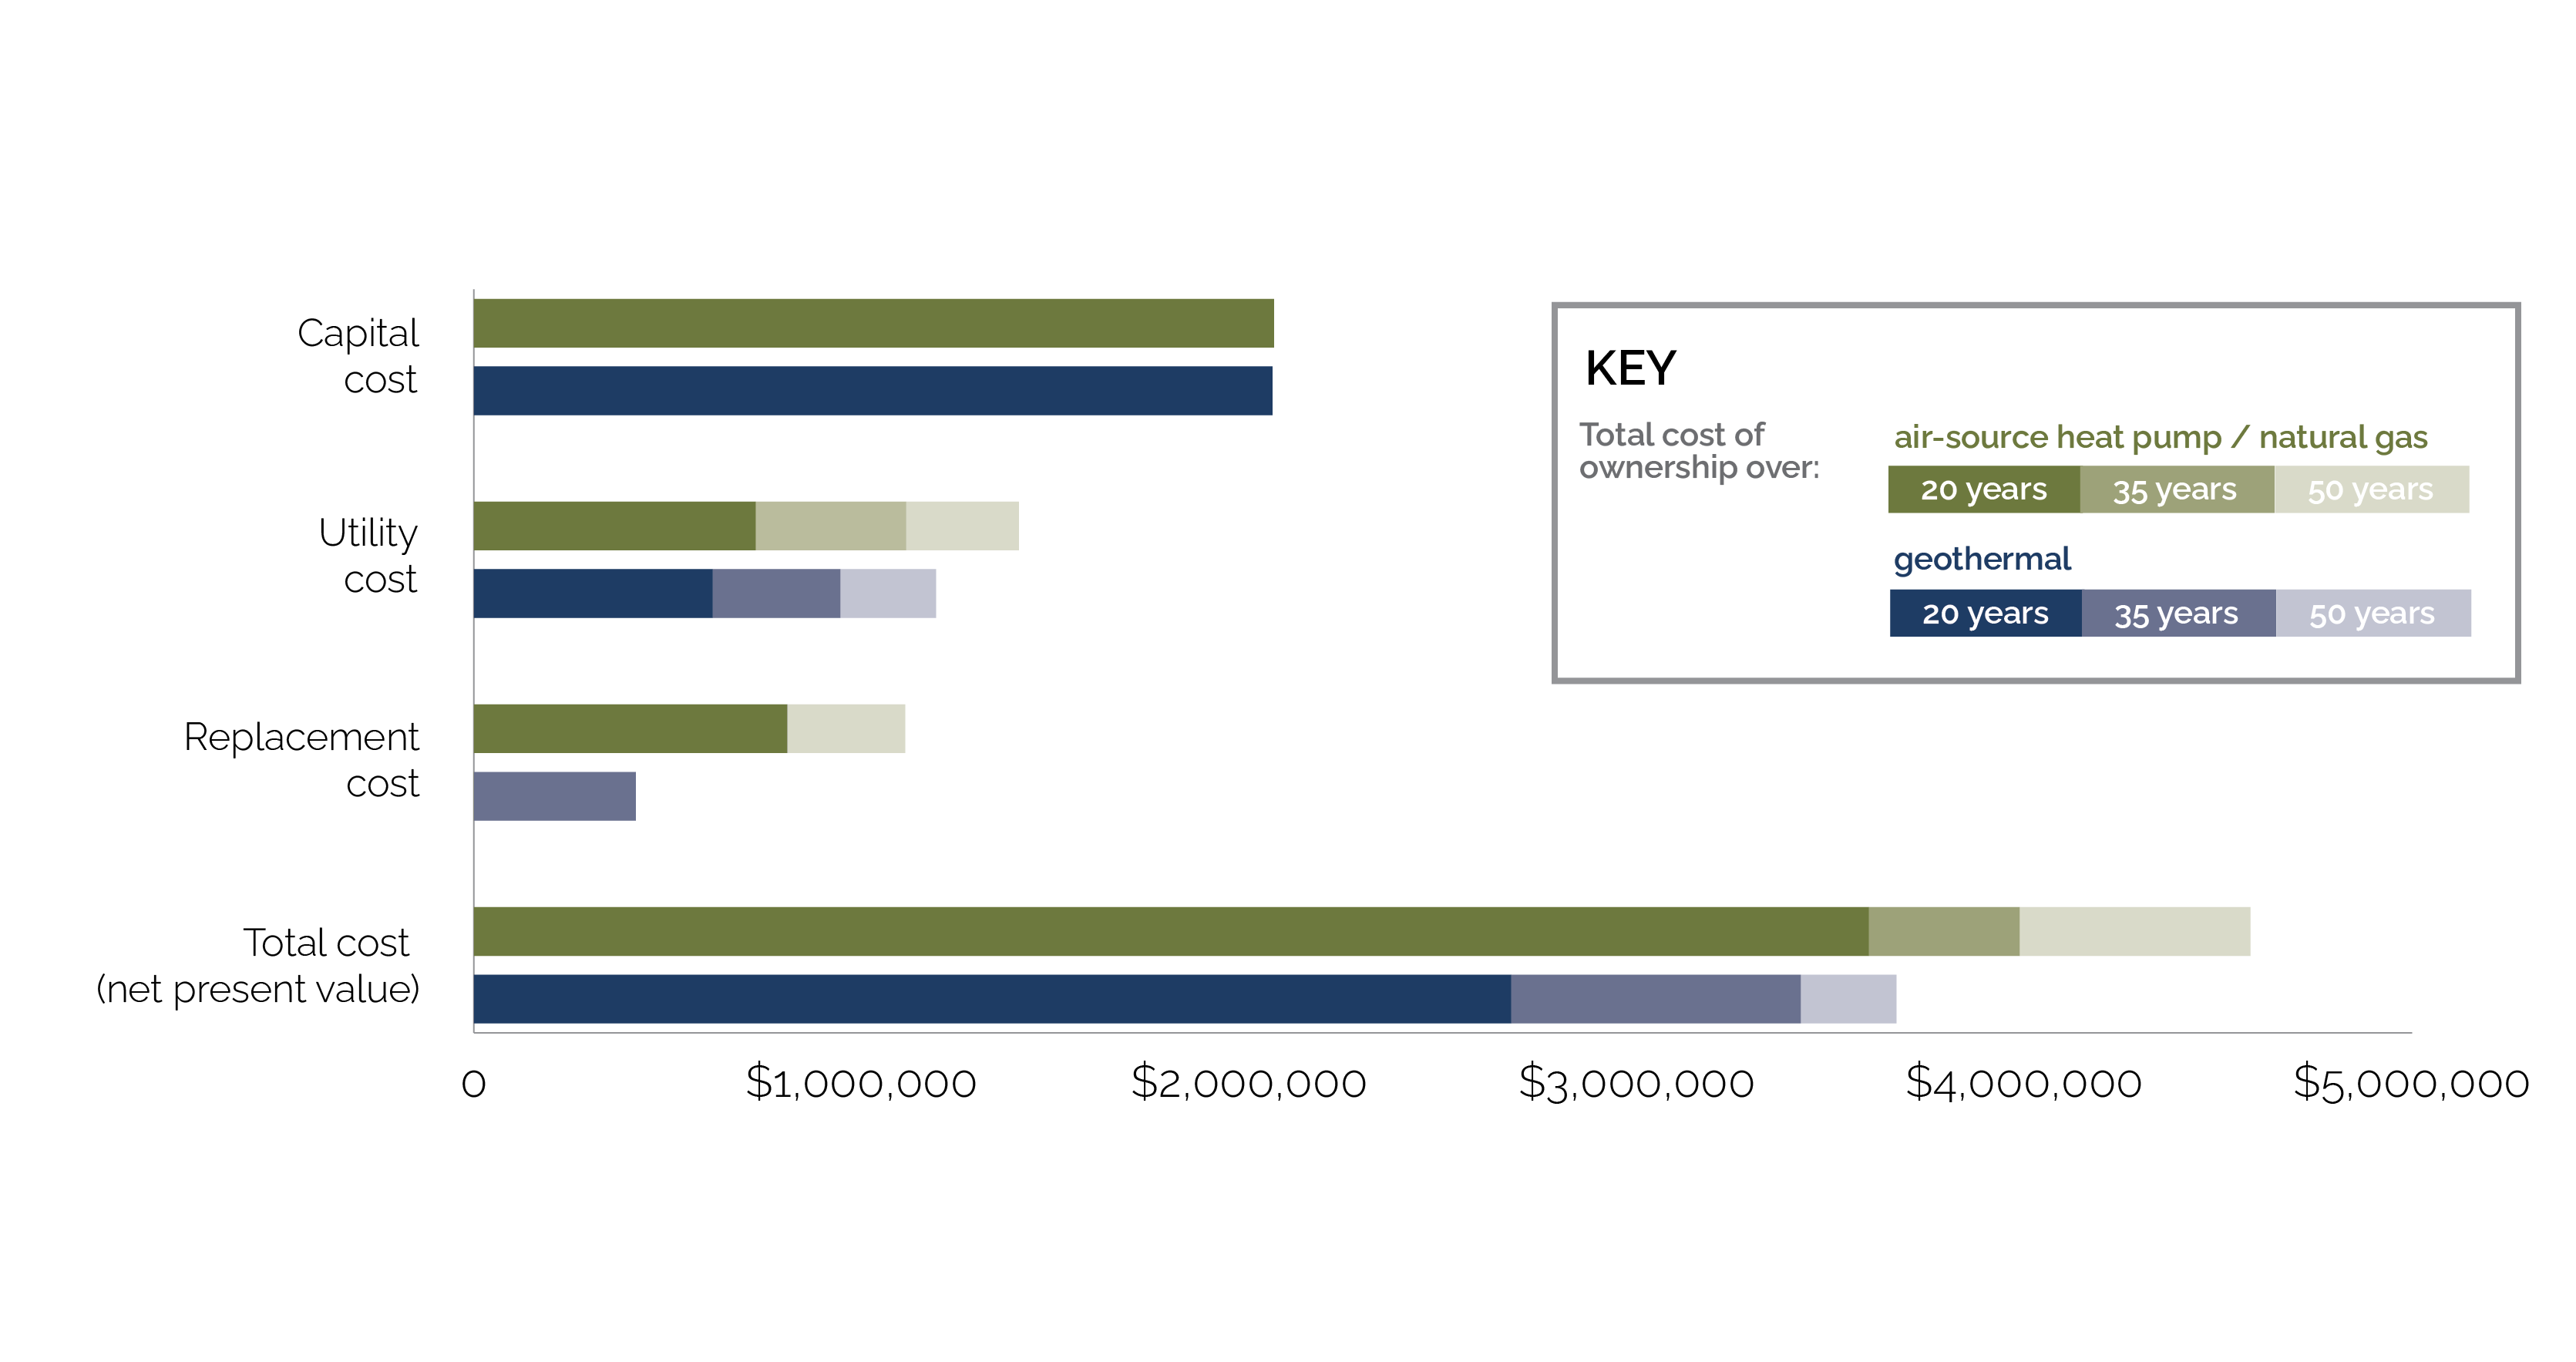 Capital
cost
Utility
cost
Replacement
cost
Total cost
(net present value)
0
$1,000,000
$2,000,000
$3,000,000
$4,000,000
$5,000,000
KEY
Total cost of
ownership over:
air-source heat pump / natural gas
20 years
35 years
50 years
geothermal
20 years
35 years
50 years